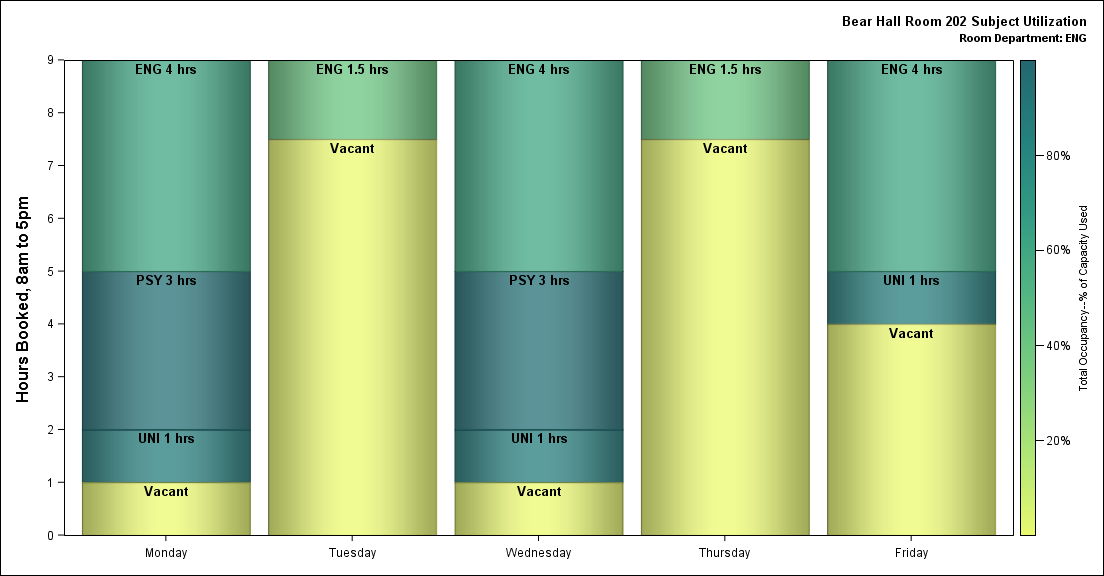 Bear Hall Room 202 Subject Utilization
Room Department: ENG
Hours Booked, 8am to 5pm
9
8
7
6
5
4
3
2
1
0
ENG 4 hrs
PSY 3 hrs
UNI 1 hrs
Vacant
ENG 1.5 hrs
Vacant
ENG 4 hrs
PSY 3 hrs
UNI 1 hrs
Vacant
ENG 1.5 hrs
Vacant
ENG 4 hrs
UNI 1 hrs
Vacant
Monday Tuesday Wednesday Thursday Friday
80%
60%
40%
20%
Total Occupancy--% of Capacity Used